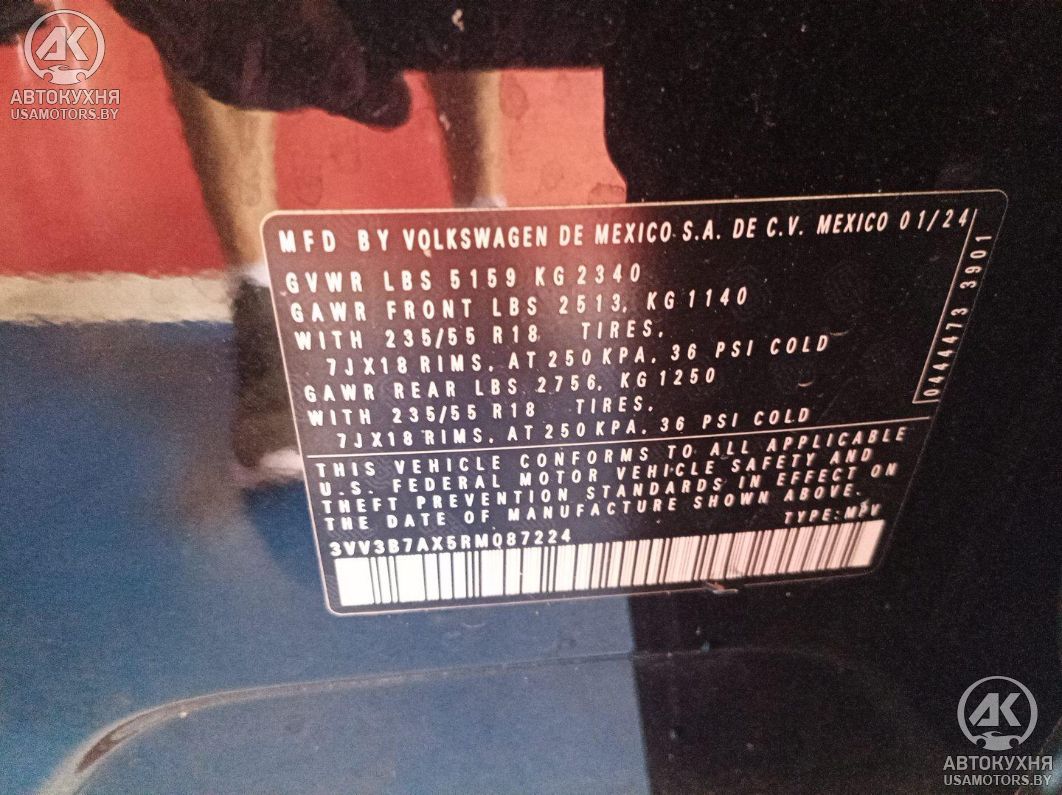 AK
АВТОКУХНЯ
USAMOTORS.BY
MFD BY VOLKSWAGEN DE MEXICO S.A. DE C.V. MEXICO 01/24
GVWR LBS 5159 KG 2340
GAWR FRONT LBS 2513, KG 1140
WITH 235/55 R18 TIRES,
7JX18 RIMS, AT 250 KPA, 36 PSI COLD
GAWR REAR LBS 2756, KG 1250
WITH 235/55 R18 TIRES,
7JX18 RIMS, AT 250 KPA, 36 PSI COLD
0444473 3901
THIS VEHICLE CONFORMS TO ALL APPLICABLE
U.S. FEDERAL MOTOR VEHICLE SAFETY AND
THEFT PREVENTION STANDARDS IN EFFECT ON
THE DATE OF MANUFACTURE SHOWN ABOVE.
TYPE: MPV
3VV3B7AX5RM087224
AK
АВТОКУХНЯ
USAMOTORS.BY